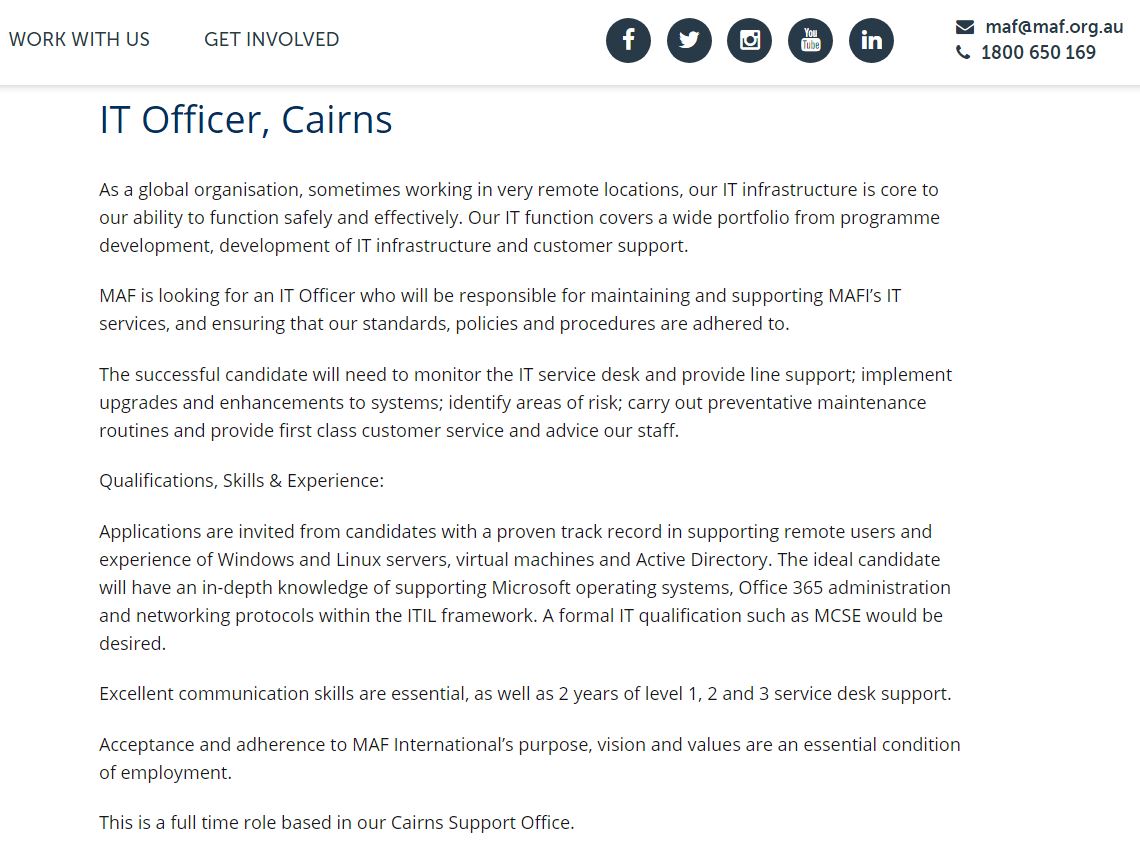 WORK WITH US GET INVOLVED
You Tube
maf@maf.org.au
1800 650 169
IT Officer, Cairns
As a global organisation, sometimes working in very remote locations, our IT infrastructure is core to
our ability to function safely and effectively. Our IT function covers a wide portfolio from programme
development, development of IT infrastructure and customer support.
MAF is looking for an IT Officer who will be responsible for maintaining and supporting MAFI’s IT
services, and ensuring that our standards, policies and procedures are adhered to.
The successful candidate will need to monitor the IT service desk and provide line support; implement
upgrades and enhancements to systems; identify areas of risk; carry out preventative maintenance
routines and provide first class customer service and advice our staff.
Qualifications, Skills & Experience:
Applications are invited from candidates with a proven track record in supporting remote users and
experience of Windows and Linux servers, virtual machines and Active Directory. The ideal candidate
will have an in-depth knowledge of supporting Microsoft operating systems, Office 365 administration
and networking protocols within the ITIL framework. A formal IT qualification such as MCSE would be
desired.
Excellent communication skills are essential, as well as 2 years of level 1, 2 and 3 service desk support.
Acceptance and adherence to MAF International’s purpose, vision and values are an essential condition
of employment.
This is a full time role based in our Cairns Support Office.